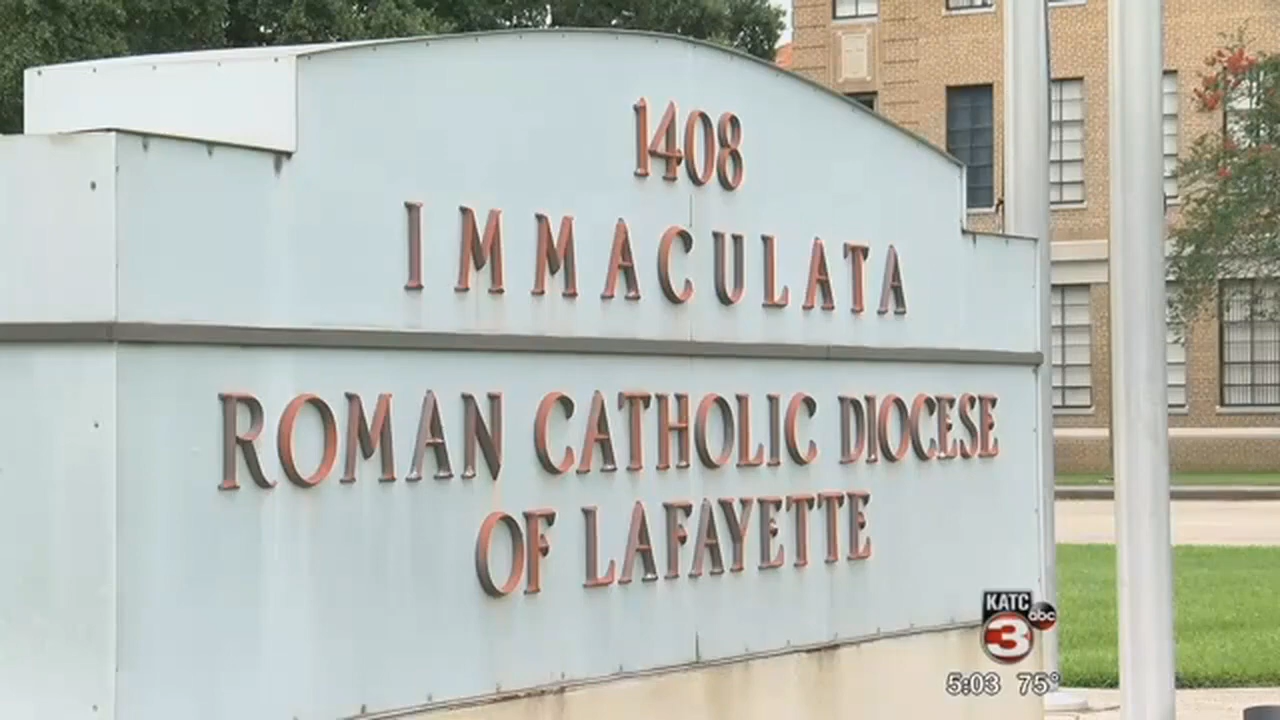 1408
IMMACULATA
ROMAN CATHOLIC DIOCESE
OF LAFAYETTE
KATC
abc
3
5:03 75°